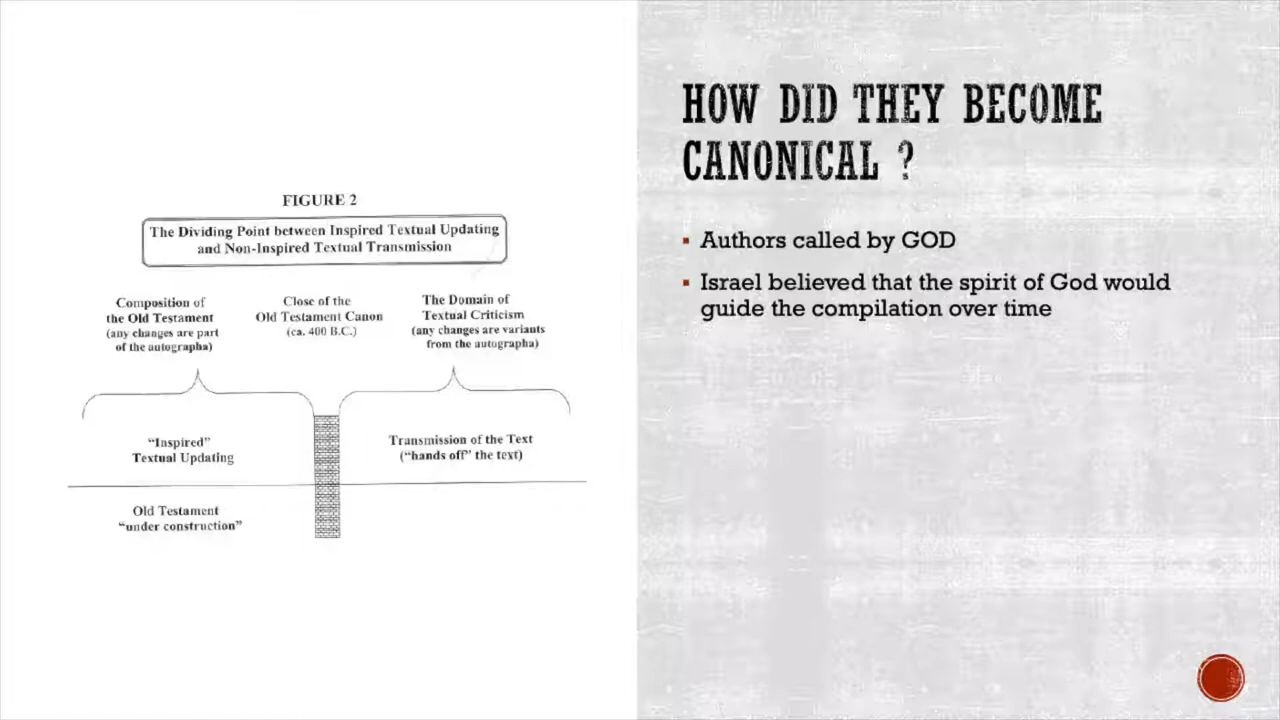 FIGURE 2
The Dividing Point between Inspired Textual Updating
and Non-Inspired Textual Transmission
Composition of
the Old Testament
(any changes are part
of the autographa)
Close of the
Old Testament Canon
(ca. 400 B.C.)
The Domain of
Textual Criticism
(any changes are variants
from the autographa)
"Inspired"
Textual Updating
Transmission of the Text
("hands off" the text)
Old Testament
"under construction"
HOW DID THEY BECOME
CANONICAL ?
▪ Authors called by GOD
▪ Israel believed that the spirit of God would
guide the compilation over time